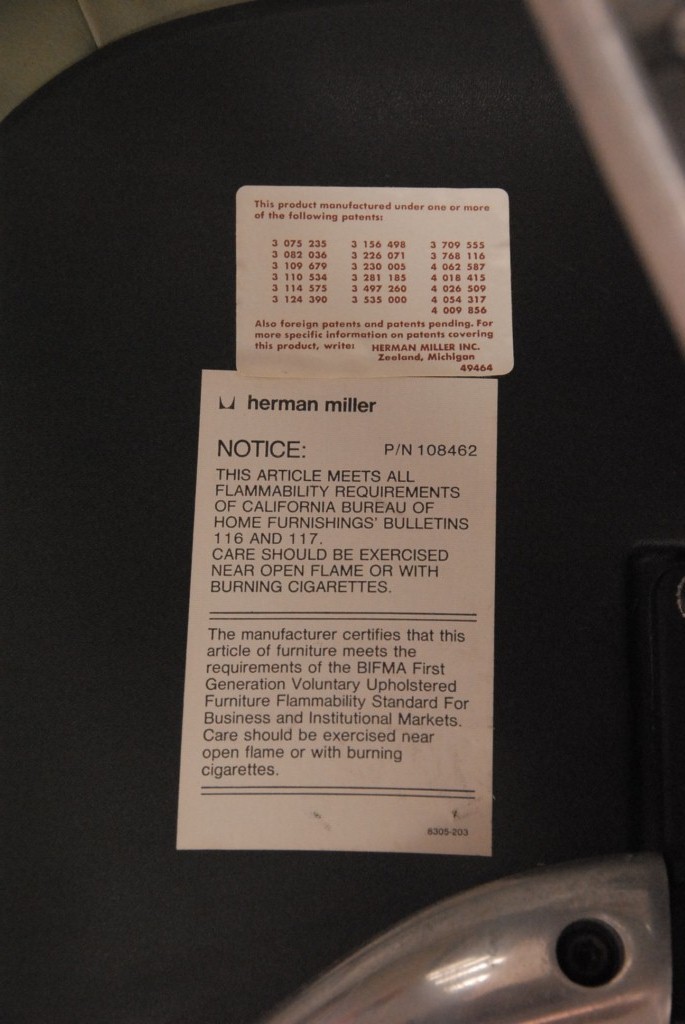 This product manufactured under one or more
of the following patents:
3 075 235 3 156 498 3 709 555
3 082 036 3 226 071 3 768 116
3 109 679 3 230 005 4 062 587
3 110 534 3 281 185 4 018 415
3 114 575 3 497 260 4 026 509
3 124 390 3 535 000 4 054 317
4 009 856
Also foreign patents and patents pending. For
more specific information on patents covering
this product, write: HERMAN MILLER INC.
Zeeland, Michigan
49464
herman miller
NOTICE: P/N 108462
THIS ARTICLE MEETS ALL
FLAMMABILITY REQUIREMENTS
OF CALIFORNIA BUREAU OF
HOME FURNISHINGS' BULLETINS
116 AND 117.
CARE SHOULD BE EXERCISED
NEAR OPEN FLAME OR WITH
BURNING CIGARETTES.
The manufacturer certifies that this
article of furniture meets the
requirements of the BIFMA First
Generation Voluntary Upholstered
Furniture Flammability Standard For
Business and Institutional Markets.
Care should be exercised near
open flame or with burning
cigarettes.
8305-203